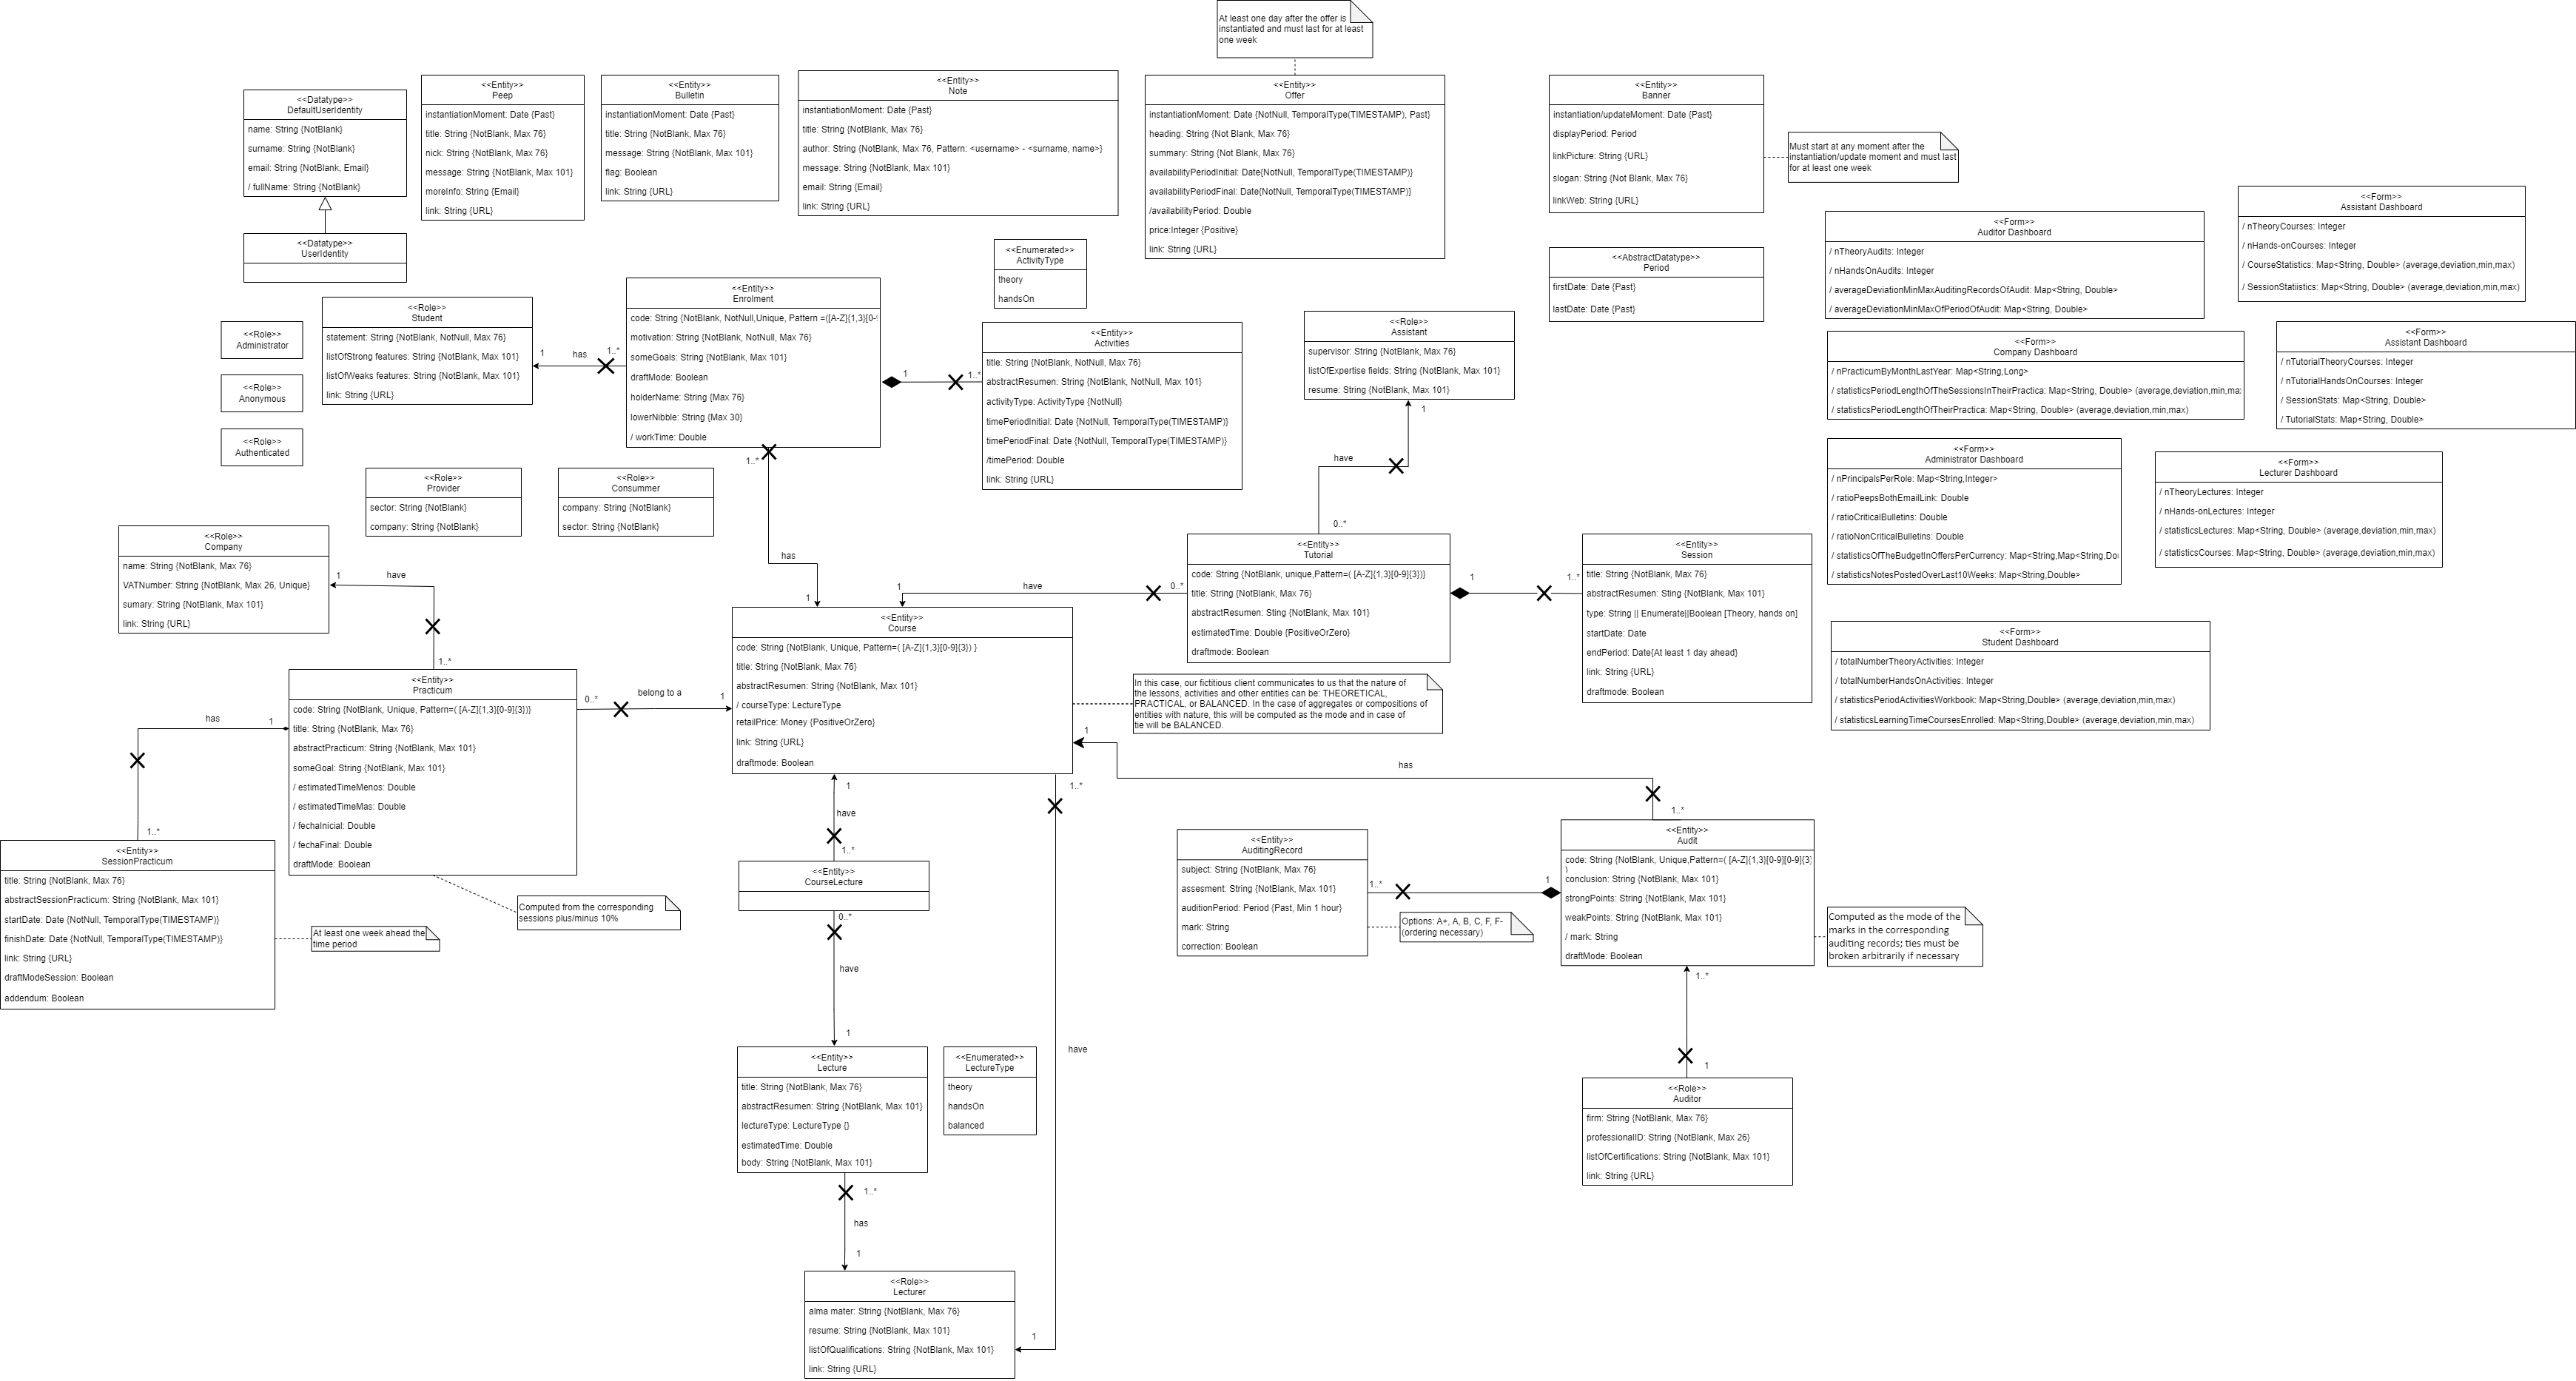 At least one day after the offer is
instantiated and must last for at least
one week
<<Datatype>>
DefaultUserIdentity
name: String {NotBlank}
surname: String {NotBlank}
email: String {NotBlank, Email}
/ fullName: String {NotBlank}
<<Datatype>>
UserIdentity
<<Entity>>
Peep
instantiationMoment: Date {Past}
title: String {NotBlank, Max 76}
nick: String {NotBlank, Max 76}
message: String {NotBlank, Max 101}
moreInfo: String {Email}
link: String {URL}
<<Entity>>
Bulletin
instantiationMoment: Date {Past}
title: String {NotBlank, Max 76}
message: String {NotBlank, Max 101}
flag: Boolean
link: String {URL}
<<Entity>>
Note
instantiationMoment: Date {Past}
title: String {NotBlank, Max 76}
author: String {NotBlank, Max 76, Pattern: <username> - <surname, name>}
message: String {NotBlank, Max 101}
email: String {Email}
link: String {URL}
<<Entity>>
Offer
instantiationMoment: Date {NotNull, TemporalType(TIMESTAMP), Past}
heading: String {Not Blank, Max 76}
summary: String {Not Blank, Max 76}
availabilityPeriodInitial: Date{NotNull, TemporalType(TIMESTAMP)}
availabilityPeriodFinal: Date{NotNull, TemporalType(TIMESTAMP)}
/availabilityPeriod: Double
price:Integer {Positive}
link: String {URL}
<<Entity>>
Banner
instantiation/updateMoment: Date {Past}
displayPeriod: Period
linkPicture: String {URL}
slogan: String {Not Blank, Max 76}
linkWeb: String {URL}
Must start at any moment after the
instantiation/update moment and must last
for at least one week
<<AbstractDatatype>>
Period
firstDate: Date {Past}
lastDate: Date {Past}
<<Form>>
Auditor Dashboard
/ nTheoryAudits: Integer
/ nHandsOnAudits: Integer
/ averageDeviationMinMaxAuditingRecordsOfAudit: Map<String, Double>
/ averageDeviationMinMaxOfPeriodOfAudit: Map<String, Double>
<<Form>>
Assistant Dashboard
/ nTheoryCourses: Integer
/ nHands-onCourses: Integer
/ CourseStatistics: Map<String, Double> (average,deviation,min,max)
/ SessionStatiistics: Map<String, Double> (average,deviation,min,max)
<<Form>>
Company Dashboard
/ nPracticumByMonthLastYear: Map<String,Long>
/ statisticsPeriodLengthOfTheSessionsInTheirPractica: Map<String, Double> (average,deviation,min,max
/ statisticsPeriodLengthOfTheirPractica: Map<String, Double> (average,deviation,min,max)
<<Form>>
Assistant Dashboard
/ nTutorialTheoryCourses: Integer
/ nTutorialHandsOnCourses: Integer
/ SessionStats: Map<String, Double>
/ TutorialStats: Map<String, Double>
<<Form>>
Administrator Dashboard
/ nPrincipalsPerRole: Map<String,Integer>
/ ratioPeepsBothEmailLink: Double
/ ratioCriticalBulletins: Double
/ ratioNonCriticalBulletins: Double
/ statisticsOfTheBudgetInOffersPerCurrency: Map<String,Map<String,Dou
/ statisticsNotesPostedOverLast10Weeks: Map<String,Double>
<<Form>>
Lecturer Dashboard
/ nTheoryLectures: Integer
/ nHands-onLectures: Integer
/ statisticsLectures: Map<String, Double> (average,deviation,min,max)
/ statisticsCourses: Map<String, Double> (average,deviation,min,max)
<<Form>>
Student Dashboard
/ totalNumberTheoryActivities: Integer
/ totalNumberHandsOnActivities: Integer
/ statisticsPeriodActivitiesWorkbook: Map<String,Double> (average,deviation,min,max)
/ statisticsLearningTimeCoursesEnrolled: Map<String,Double> (average,deviation,min,max)
<<Enumerated>>
ActivityType
theory
handsOn
<<Role>>
Administrator
<<Role>>
Anonymous
<<Role>>
Authenticated
<<Role>>
Student
statement: String {NotBlank, NotNull, Max 76}
listOfStrong features: String {NotBlank, Max 101}
listOfWeaks features: String {NotBlank, Max 101}
link: String {URL}
1
has
1..*
<<Entity>>
Enrolment
code: String {NotBlank, NotNull,Unique, Pattern =([A-Z]{1,3}[0-9
motivation: String {NotBlank, NotNull, Max 76}
someGoals: String {NotBlank, Max 101}
draftMode: Boolean
holderName: String {Max 76}
lowerNibble: String {Max 30}
/ workTime: Double
1
1..*
<<Entity>>
Activities
title: String {NotBlank, NotNull, Max 76}
abstractResumen: String {NotBlank, NotNull, Max 101}
activityType: ActivityType {NotNull}
timePeriodInitial: Date {NotNull, TemporalType(TIMESTAMP)}
timePeriodFinal: Date {NotNull, TemporalType(TIMESTAMP)}
/timePeriod: Double
link: String {URL}
<<Role>>
Assistant
supervisor: String {NotBlank, Max 76}
listOfExpertise fields: String {NotBlank, Max 101}
resume: String {NotBlank, Max 101}
1
have
0..*
1..*
has
1
<<Role>>
Provider
sector: String {NotBlank}
company: String {NotBlank}
<<Role>>
Consummer
company: String {NotBlank}
sector: String {NotBlank}
<<Role>>
Company
name: String {NotBlank, Max 76}
VATNumber: String {NotBlank, Max 26, Unique}
sumary: String {NotBlank, Max 101}
link: String {URL}
1
have
1..*
<<Entity>>
Tutorial
code: String {NotBlank, unique,Pattern=( [A-Z]{1,3}[0-9]{3})}
title: String {NotBlank, Max 76}
abstractResumen: Sting {NotBlank, Max 101}
estimatedTime: Double {PositiveOrZero}
draftmode: Boolean
1
have
0..*
1
1..*
<<Entity>>
Session
title: String {NotBlank, Max 76}
abstractResumen: Sting {NotBlank, Max 101}
type: String || Enumerate||Boolean [Theory, hands on]
startDate: Date
endPeriod: Date{At least 1 day ahead}
link: String {URL}
draftmode: Boolean
<<Entity>>
Course
code: String {NotBlank, Unique, Pattern=( [A-Z]{1,3}[0-9]{3}) }
title: String {NotBlank, Max 76}
abstractResumen: String {NotBlank, Max 101}
/ courseType: LectureType
retailPrice: Money {PositiveOrZero}
link: String {URL}
draftmode: Boolean
In this case, our fictitious client communicates to us that the nature of
the lessons, activities and other entities can be: THEORETICAL,
PRACTICAL, or BALANCED. In the case of aggregates or compositions of
entities with nature, this will be computed as the mode and in case of
tie will be BALANCED.
<<Entity>>
Practicum
code: String {NotBlank, Unique, Pattern=( [A-Z]{1,3}[0-9]{3})}
title: String {NotBlank, Max 76}
abstractPracticum: String {NotBlank, Max 101}
someGoal: String {NotBlank, Max 101}
/ estimatedTimeMenos: Double
/ estimatedTimeMas: Double
/ fechaInicial: Double
/ fechaFinal: Double
draftMode: Boolean
0..*
belong to a
1
has
1
1..*
<<Entity>>
SessionPracticum
title: String {NotBlank, Max 76}
abstractSessionPracticum: String {NotBlank, Max 101}
startDate: Date {NotNull, TemporalType(TIMESTAMP)}
finishDate: Date {NotNull, TemporalType(TIMESTAMP)}
link: String {URL}
draftModeSession: Boolean
addendum: Boolean
At least one week ahead the
time period
Computed from the corresponding
sessions plus/minus 10%
1
have
1..*
<<Entity>>
CourseLecture
0..*
have
1
1..*
have
1
<<Entity>>
Lecture
title: String {NotBlank, Max 76}
abstractResumen: String {NotBlank, Max 101}
lectureType: LectureType {}
estimatedTime: Double
body: String {NotBlank, Max 101}
<<Enumerated>>
LectureType
theory
handsOn
balanced
1..*
has
1
<<Role>>
Lecturer
alma mater: String {NotBlank, Max 76}
resume: String {NotBlank, Max 101}
listOfQualifications: String {NotBlank, Max 101}
link: String {URL}
1
has
1..*
<<Entity>>
AuditingRecord
subject: String {NotBlank, Max 76}
assesment: String {NotBlank, Max 101}
auditionPeriod: Period {Past, Min 1 hour}
mark: String
correction: Boolean
1..*
1
Options: A+, A, B, C, F, F-
(ordering necessary)
<<Entity>>
Audit
code: String {NotBlank, Unique,Pattern=( [A-Z]{1,3}[0-9][0-9]{3}
)
conclusion: String {NotBlank, Max 101}
strongPoints: String {NotBlank, Max 101}
weakPoints: String {NotBlank, Max 101}
/ mark: String
draftMode: Boolean
Computed as the mode of the
marks in the corresponding
auditing records; ties must be
broken arbitrarily if necessary
1..*
1
<<Role>>
Auditor
firm: String {NotBlank, Max 76}
professionalID: String {NotBlank, Max 26}
listOfCertifications: String {NotBlank, Max 101}
link: String {URL}